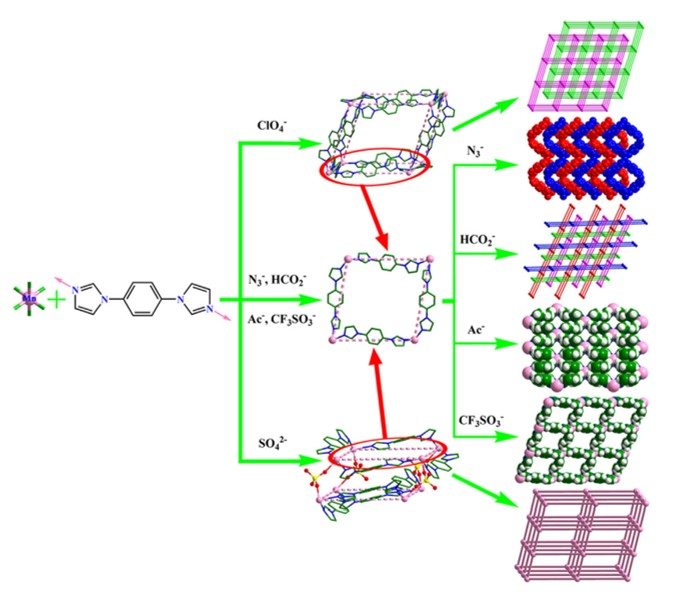 ClO₄⁻
N₃⁻
HCO₂⁻
Mn
N
N
N
N
N₃⁻, HCO₂⁻
Ac⁻, CF₃SO₃⁻
Ac⁻
CF₃SO₃⁻
SO₄²⁻